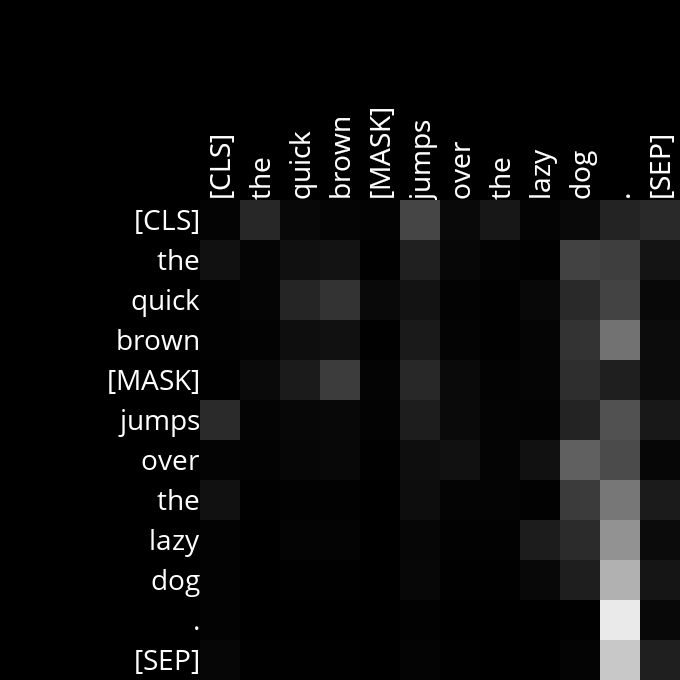 [CLS] the quick brown [MASK] jumps over the lazy dog . [SEP]
[CLS]
the
quick
brown
[MASK]
jumps
over
the
lazy
dog
.
[SEP]